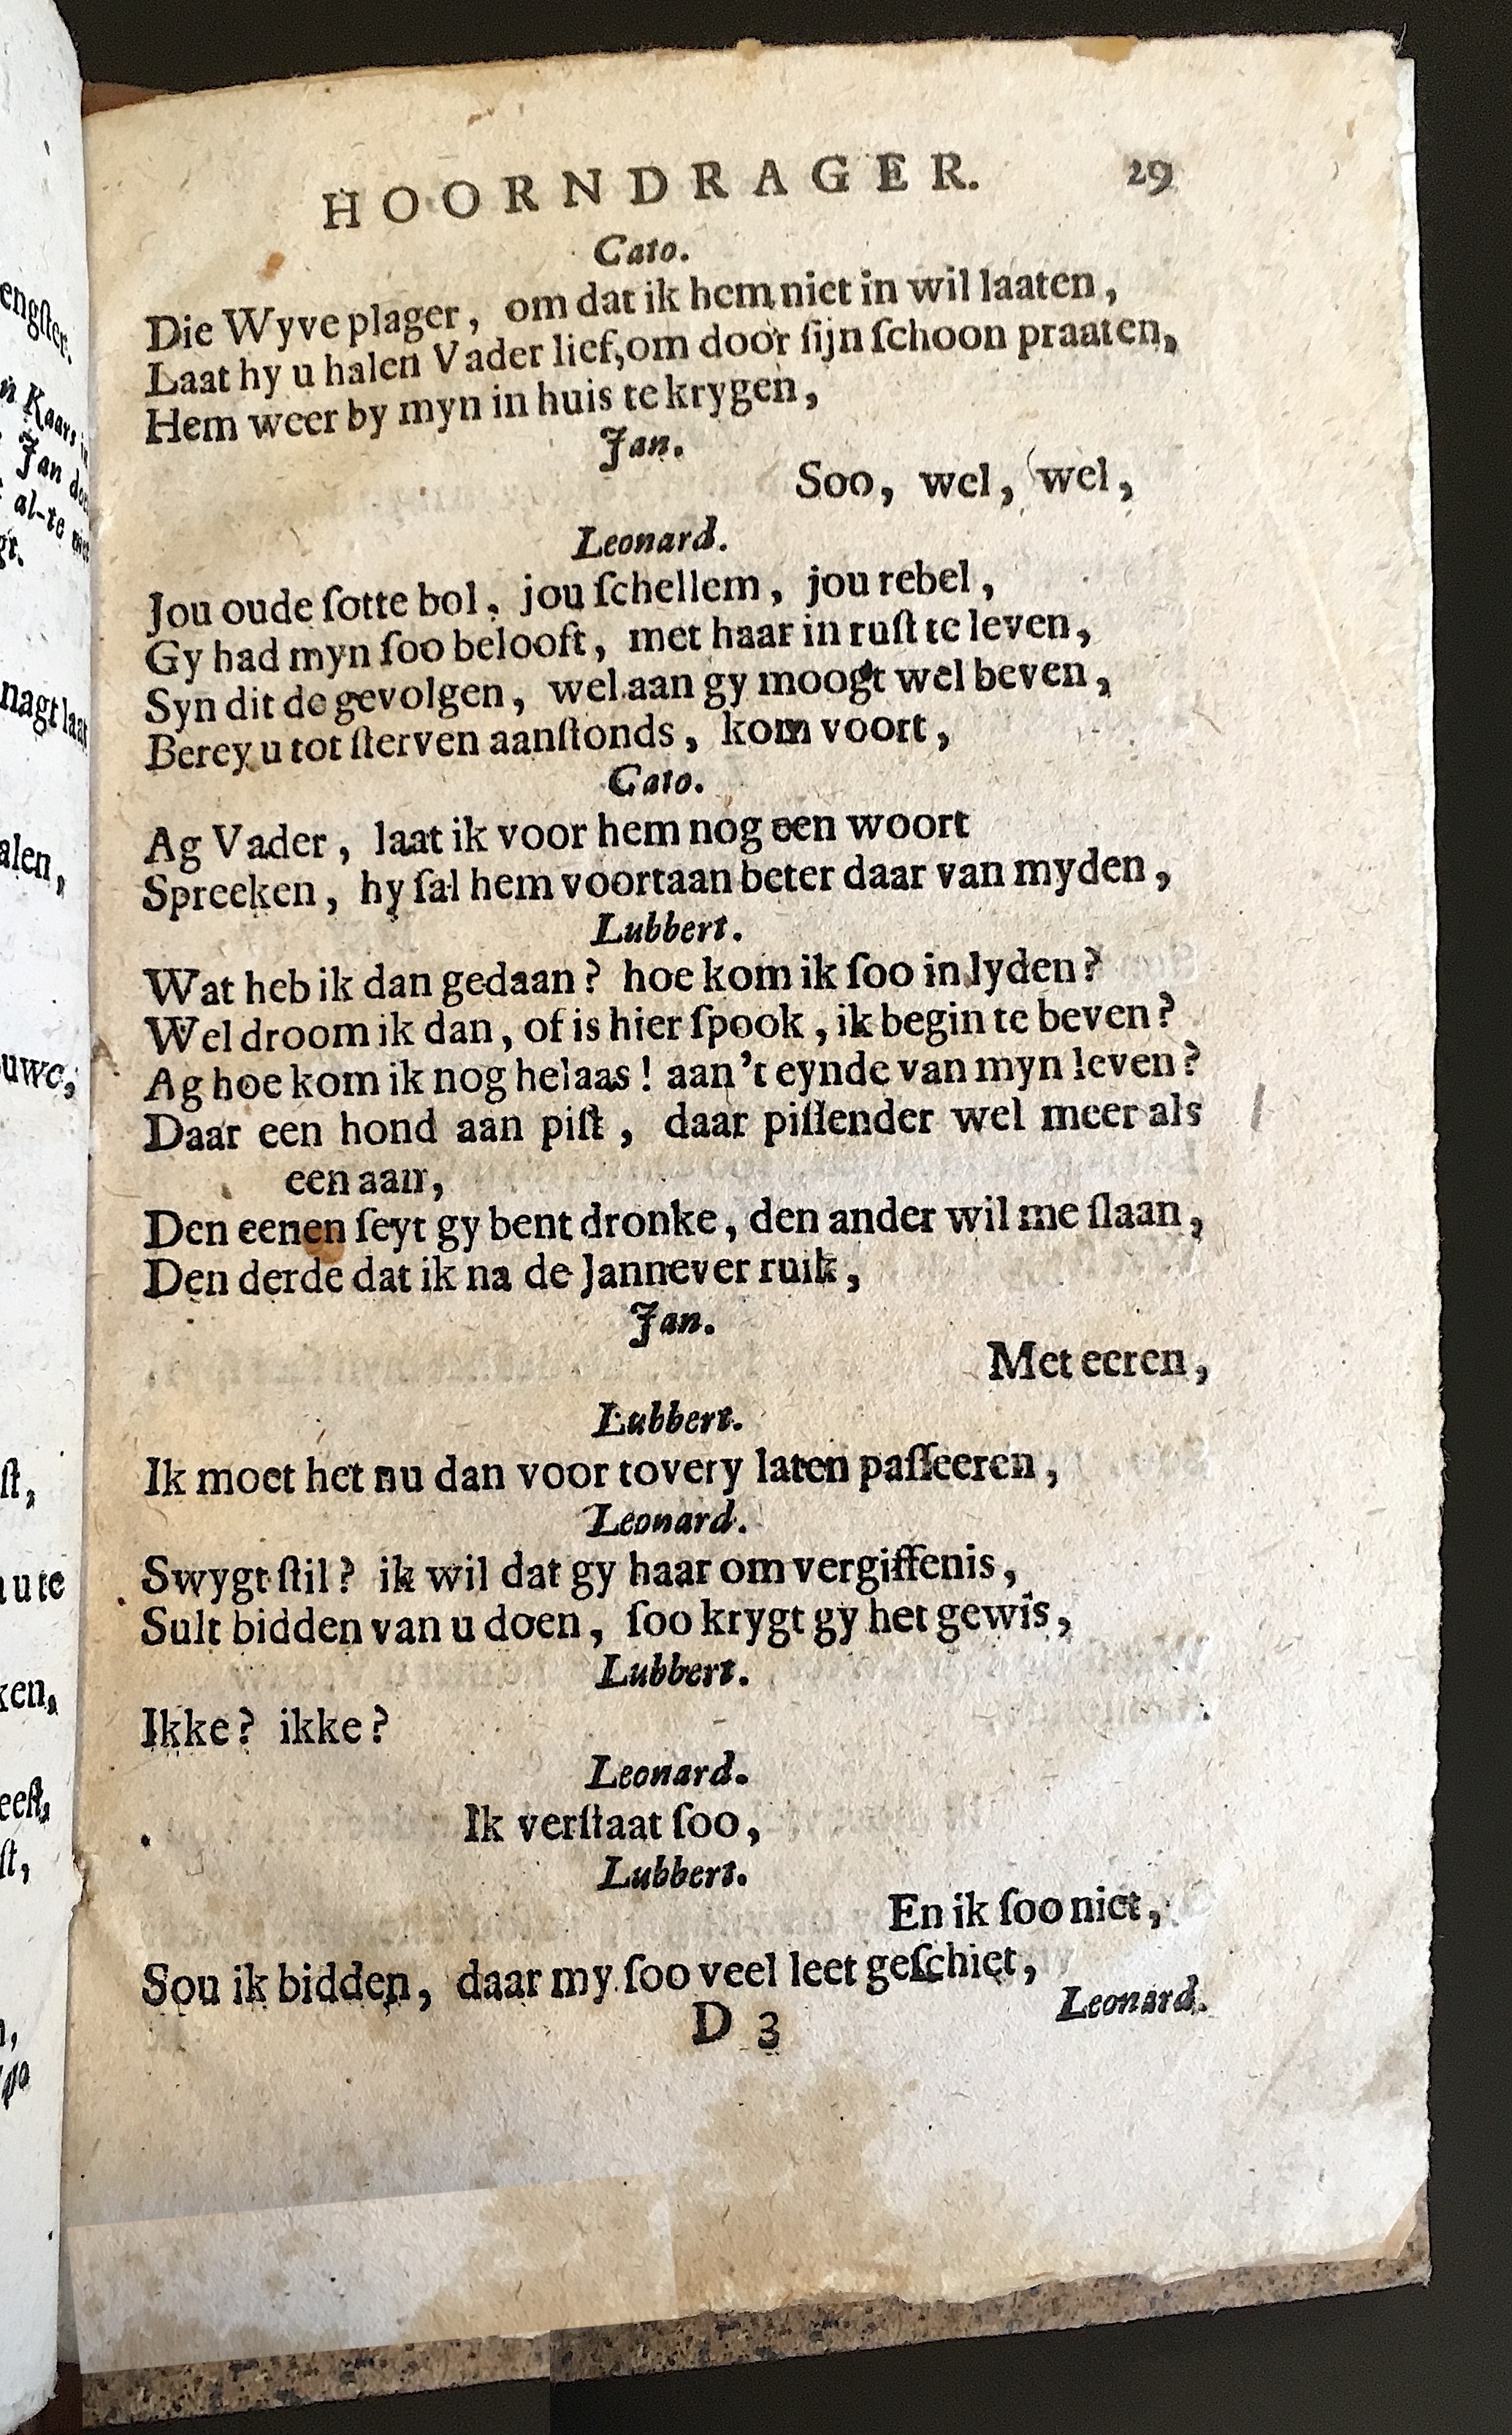 HOORNDRAGER. 29
Cato.
Die Wyve plager, om dat ik hem niet in wil laaten,
Laat hy u halen Vader lief, om door ſijn ſchoon praaten,
Hem weer by myn in huis te krygen,
Jan.
Soo, wel, wel,
Leonard.
Jou oude ſotte bol, jou ſchellem, jou rebel,
Gy had myn ſoo belooft, met haar in ruſt te leven,
Syn dit de gevolgen, wel aan gy moogt wel beven,
Berey u tot ſterven aanſtonds, kom voort,
Cato.
Ag Vader, laat ik voor hem nog een woort
Spreeken, hy ſal hem voortaan beter daar van myden,
Lubbert.
Wat heb ik dan gedaan? hoe kom ik ſoo in lyden?
Wel droom ik dan, of is hier ſpook, ik begin te beven?
Ag hoe kom ik nog helaas! aan't eynde van myn leven?
Daar een hond aan piſt, daar piſſender wel meer als
een aan,
Den eenen ſeyt gy bent dronke, den ander wil me ſlaan,
Den derde dat ik na de Jannever ruik,
Jan.
Met eeren,
Lubbert.
Ik moet het nu dan voor tovery laten paſſeeren,
Leonard.
Swygt ſtil? ik wil dat gy haar om vergiffenis,
Sult bidden van u doen, ſoo krygt gy het gewis,
Lubbert.
Ikke? ikke?
Leonard.
Ik verſtaat ſoo,
Lubbert.
En ik ſoo niet,
Sou ik bidden, daar my ſoo veel leet geſchiet,
D 3 Leonard.